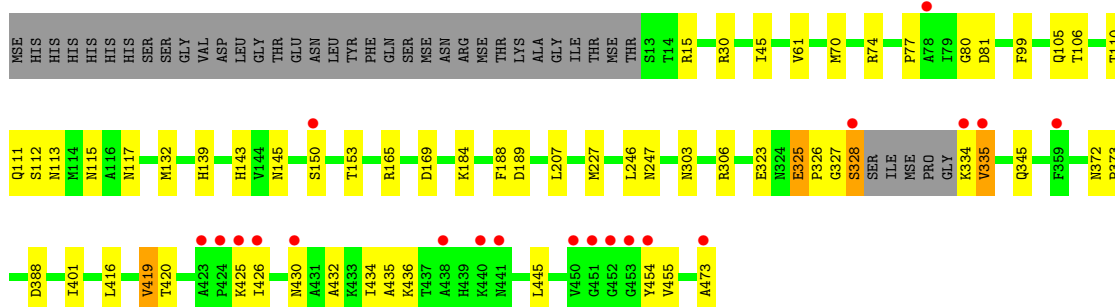 MSE HIS HIS HIS HIS HIS HIS SER SER GLY VAL ASP LEU GLY THR GLU ASN LEU TYR PHE GLN SER MSE ASN ARG MSE THR LYS ALA GLY ILE THR MSE THR S13 T14 R15 R30 I45 V61 M70 R74 P77 A78 I79 G80 D81 F99 Q105 T106 T110
Q111 S112 N113 M114 N115 A116 N117 M132 H139 H143 V144 N145 S150 T153 R165 D169 K184 F188 D189 L207 M227 L246 N247 N303 R306 E323 N324 E325 P326 G327 S328 SER ILE MSE PRO GLY K334 V335 Q345 F359 N372
D388 I401 L416 V419 T420 A423 P424 K425 I426 N430 A431 A432 K433 I434 A435 K436 T437 A438 H439 K440 N441 L445 V450 G451 G452 G453 Y454 V455 A473